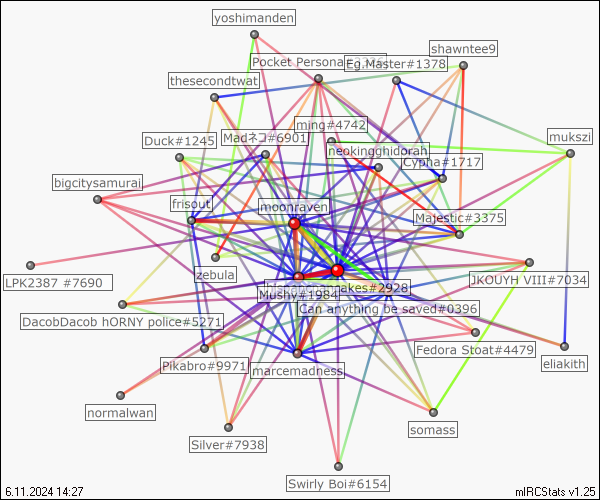 yoshimanden
shawntee9
Pocket Persona
Eg.Master#1378
thesecondtwat
ming#4742
Madネコ#6901
Duck#1245
mukszi
neokingghidorah
Cypha#1717
bigcitysamurai
frisout
moonraven
Majestic#3375
zebula
LPK2387 #7690
JKOUYH VIII#7034
akes#2928
Mushy#1984
Can anything be saved#0396
DacobDacob hORNY police#5271
Fedora Stoat#4479
Pikabro#9971
marcemadness
eliakith
normalwan
somass
Silver#7938
Swirly Boi#6154
6.11.2024 14:27
mIRCStats v1.25